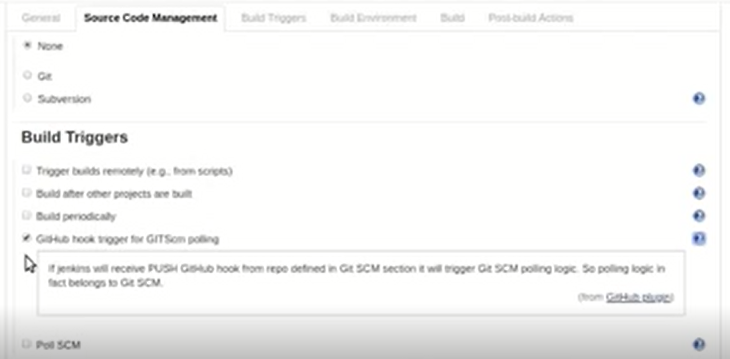 General Source Code Management Build Triggers Build Environment Build Post-build Actions
None
Git
Subversion
Build Triggers
Trigger builds remotely (e.g., from scripts)
Build after other projects are built
Build periodically
GitHub hook trigger for GITScm polling
If jenkins will receive PUSH GitHub hook from repo defined in Git SCM section it will trigger Git SCM polling logic. So polling logic in
fact belongs to Git SCM.
(from GitHub plugin)
Poll SCM